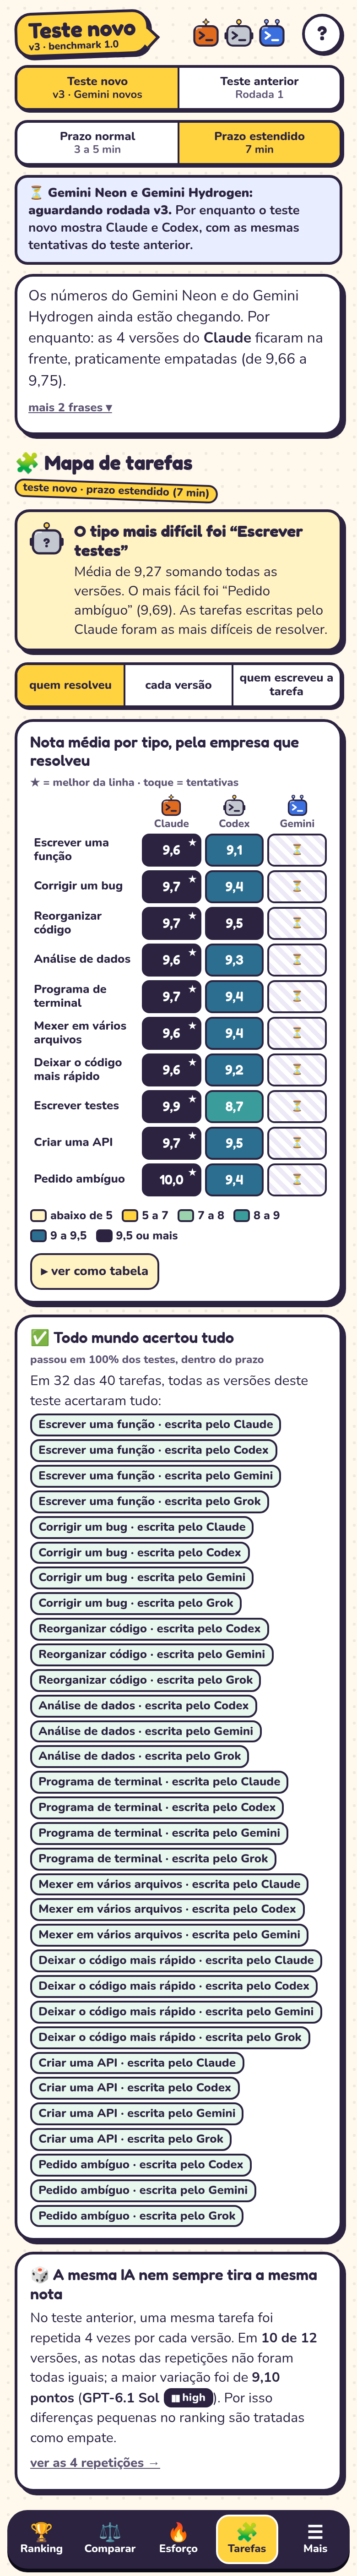 Teste novo
v3 · benchmark 1.0
?
Teste novo
v3 · Gemini novos
Teste anterior
Rodada 1
Prazo normal
3 a 5 min
Prazo estendido
7 min
⏳ Gemini Neon e Gemini Hydrogen:
aguardando rodada v3. Por enquanto o teste
novo mostra Claude e Codex, com as mesmas
tentativas do teste anterior.
Os números do Gemini Neon e do Gemini
Hydrogen ainda estão chegando. Por
enquanto: as 4 versões do Claude ficaram na
frente, praticamente empatadas (de 9,66 a
9,75).
mais 2 frases ▾
🧩 Mapa de tarefas
teste novo · prazo estendido (7 min)
O tipo mais difícil foi “Escrever
testes”
Média de 9,27 somando todas as
versões. O mais fácil foi “Pedido
ambíguo” (9,69). As tarefas escritas pelo
Claude foram as mais difíceis de resolver.
quem resolveu
cada versão
quem escreveu a
tarefa
Nota média por tipo, pela empresa que
resolveu
★ = melhor da linha · toque = tentativas
Claude Codex Gemini
Escrever uma
função
9,6 ★ 9,1 ⏳
Corrigir um bug 9,7 ★ 9,4 ⏳
Reorganizar
código
9,7 ★ 9,5 ⏳
Análise de dados 9,6 ★ 9,3 ⏳
Programa de
terminal
9,7 ★ 9,4 ⏳
Mexer em vários
arquivos
9,6 ★ 9,4 ⏳
Deixar o código
mais rápido
9,6 ★ 9,2 ⏳
Escrever testes 9,9 ★ 8,7 ⏳
Criar uma API 9,7 ★ 9,5 ⏳
Pedido ambíguo 10,0 ★ 9,4 ⏳
abaixo de 5 5 a 7 7 a 8 8 a 9
9 a 9,5 9,5 ou mais
▸ ver como tabela
✅ Todo mundo acertou tudo
passou em 100% dos testes, dentro do prazo
Em 32 das 40 tarefas, todas as versões deste
teste acertaram tudo:
Escrever uma função · escrita pelo Claude
Escrever uma função · escrita pelo Codex
Escrever uma função · escrita pelo Gemini
Escrever uma função · escrita pelo Grok
Corrigir um bug · escrita pelo Claude
Corrigir um bug · escrita pelo Codex
Corrigir um bug · escrita pelo Gemini
Corrigir um bug · escrita pelo Grok
Reorganizar código · escrita pelo Codex
Reorganizar código · escrita pelo Gemini
Reorganizar código · escrita pelo Grok
Análise de dados · escrita pelo Codex
Análise de dados · escrita pelo Gemini
Análise de dados · escrita pelo Grok
Programa de terminal · escrita pelo Claude
Programa de terminal · escrita pelo Codex
Programa de terminal · escrita pelo Gemini
Programa de terminal · escrita pelo Grok
Mexer em vários arquivos · escrita pelo Claude
Mexer em vários arquivos · escrita pelo Codex
Mexer em vários arquivos · escrita pelo Gemini
Deixar o código mais rápido · escrita pelo Claude
Deixar o código mais rápido · escrita pelo Codex
Deixar o código mais rápido · escrita pelo Gemini
Deixar o código mais rápido · escrita pelo Grok
Criar uma API · escrita pelo Claude
Criar uma API · escrita pelo Codex
Criar uma API · escrita pelo Gemini
Criar uma API · escrita pelo Grok
Pedido ambíguo · escrita pelo Codex
Pedido ambíguo · escrita pelo Gemini
Pedido ambíguo · escrita pelo Grok
🎲 A mesma IA nem sempre tira a mesma
nota
No teste anterior, uma mesma tarefa foi
repetida 4 vezes por cada versão. Em 10 de 12
versões, as notas das repetições não foram
todas iguais; a maior variação foi de 9,10
pontos (GPT-6.1 Sol high). Por isso
diferenças pequenas no ranking são tratadas
como empate.
ver as 4 repetições →
Ranking Comparar Esforço Tarefas Mais